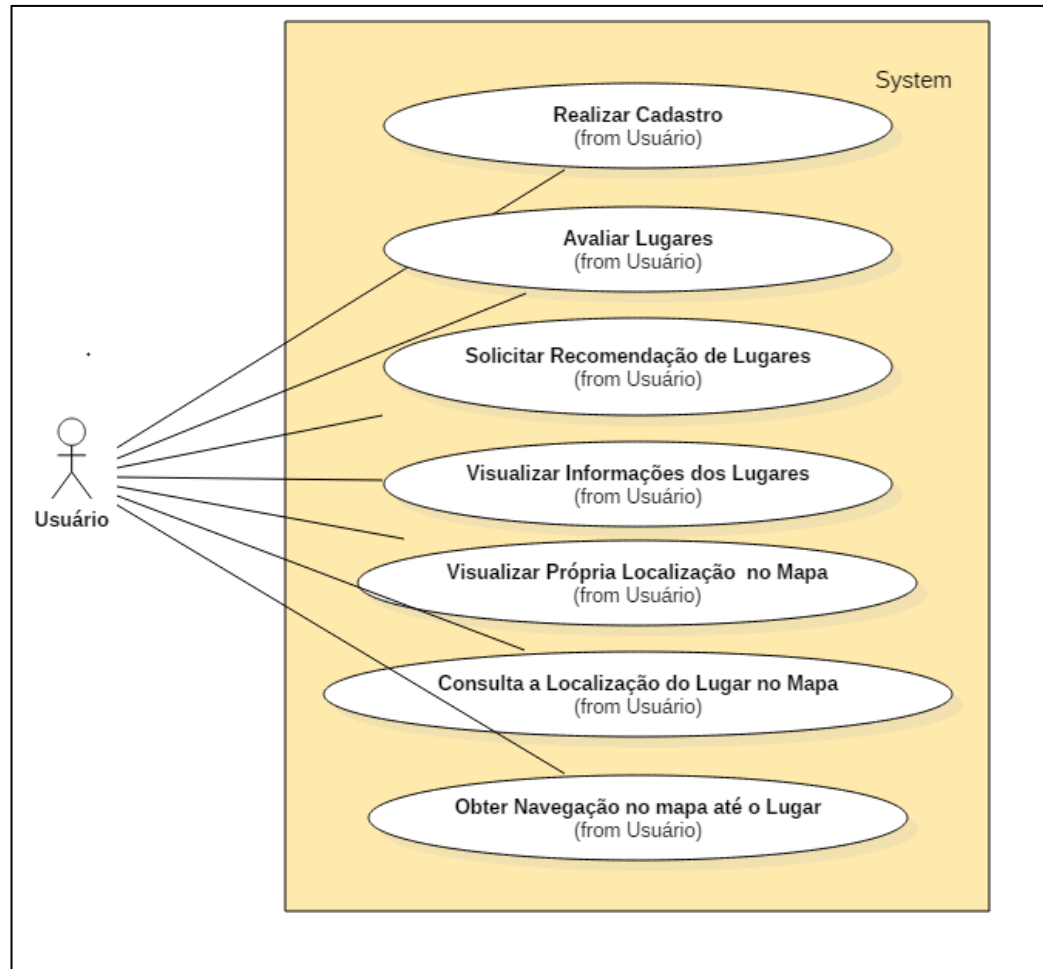 System
Realizar Cadastro
(from Usuário)
Avaliar Lugares
(from Usuário)
Solicitar Recomendação de Lugares
(from Usuário)
Visualizar Informações dos Lugares
(from Usuário)
Usuário
Visualizar Própria Localização no Mapa
(from Usuário)
Consulta a Localização do Lugar no Mapa
(from Usuário)
Obter Navegação no mapa até o Lugar
(from Usuário)